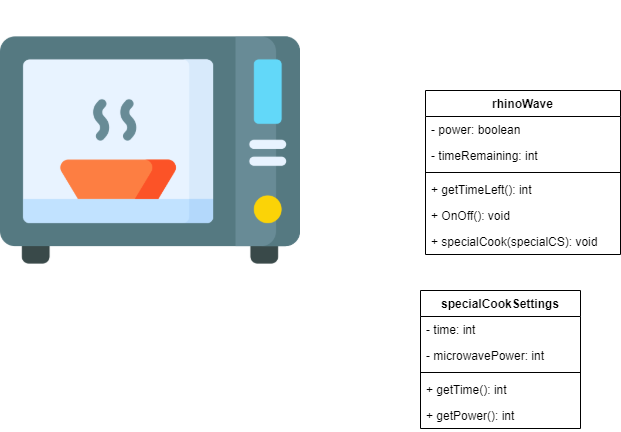 rhinoWave
- power: boolean
- timeRemaining: int
+ getTimeLeft(): int
+ OnOff(): void
+ specialCook(specialCS): void
specialCookSettings
- time: int
- microwavePower: int
+ getTime(): int
+ getPower(): int